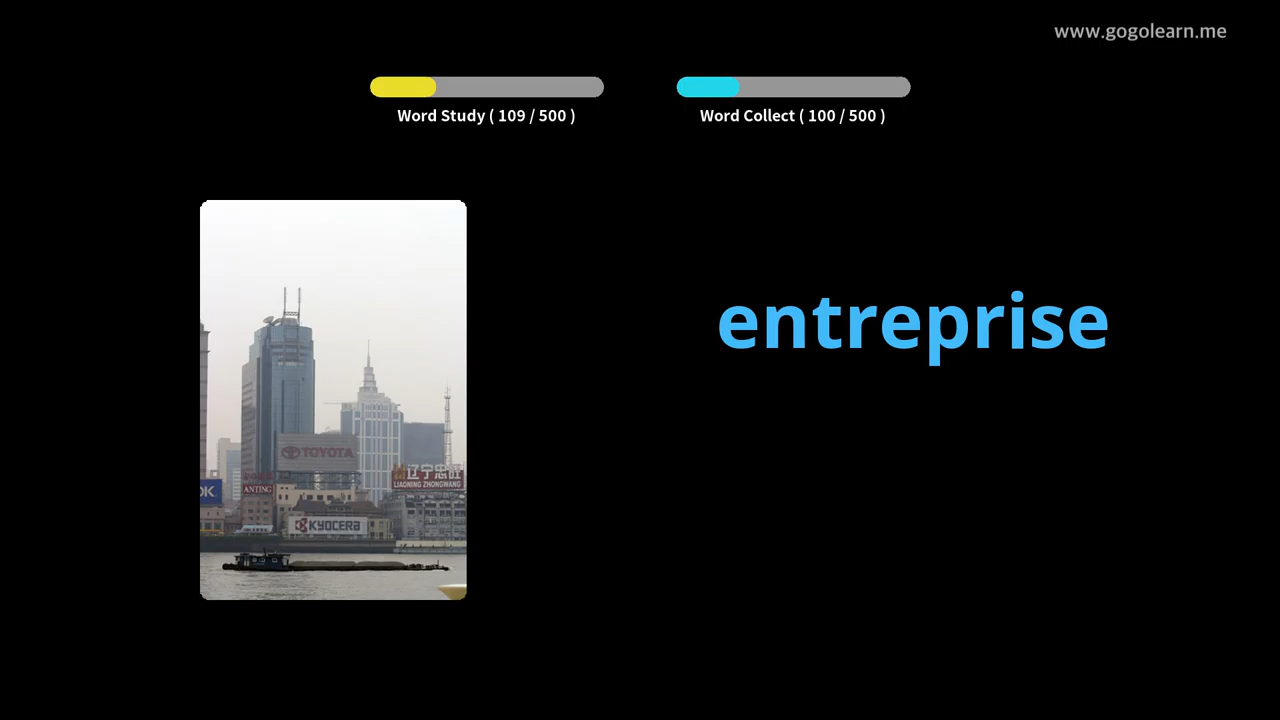 www.gogolearn.me
Word Study ( 109 / 500 )
Word Collect ( 100 / 500 )
entreprise
TOYOTA
辽宁忠旺
LIAONING ZHONGWANG
OK
ANTING
KYOCERA